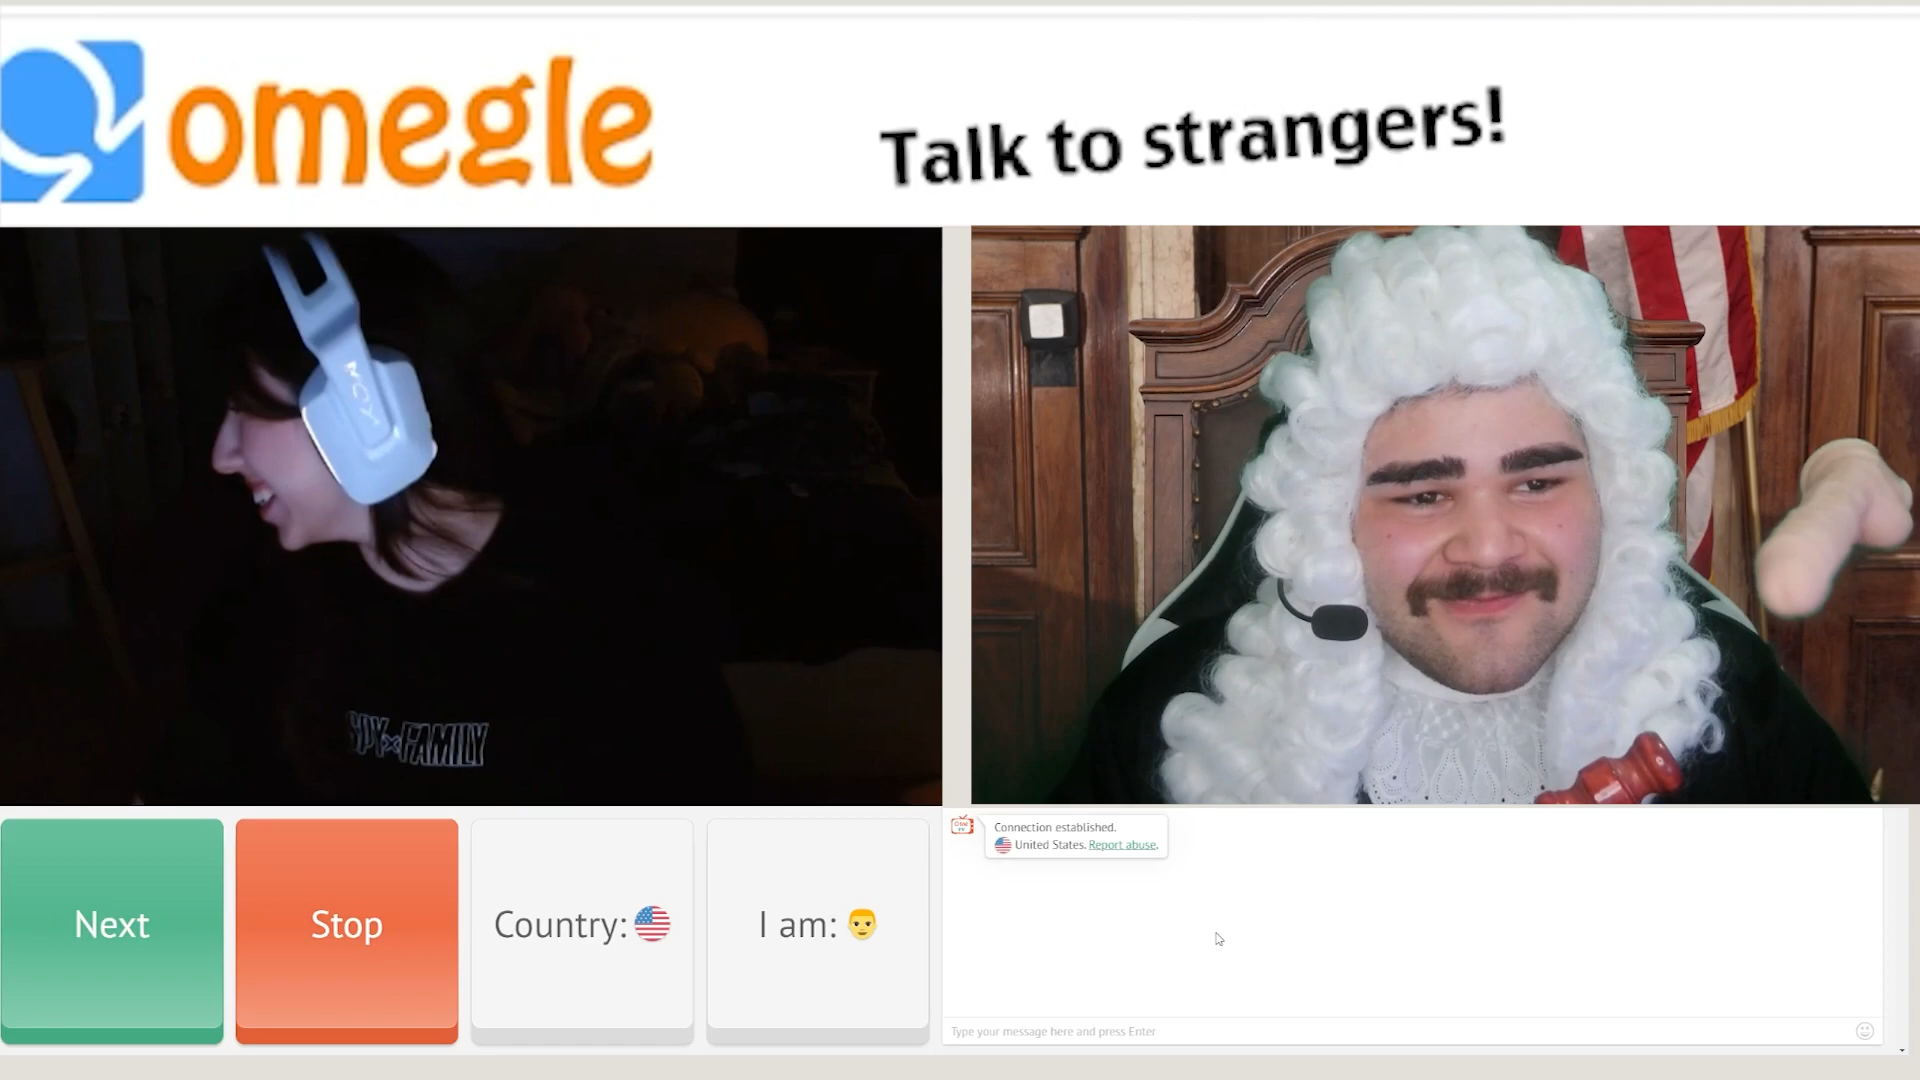 omegle
Talk to strangers!
SPY×FAMILY
Connection established.
United States. Report abuse.
Next
Stop
Country:
I am:
Type your message here and press Enter